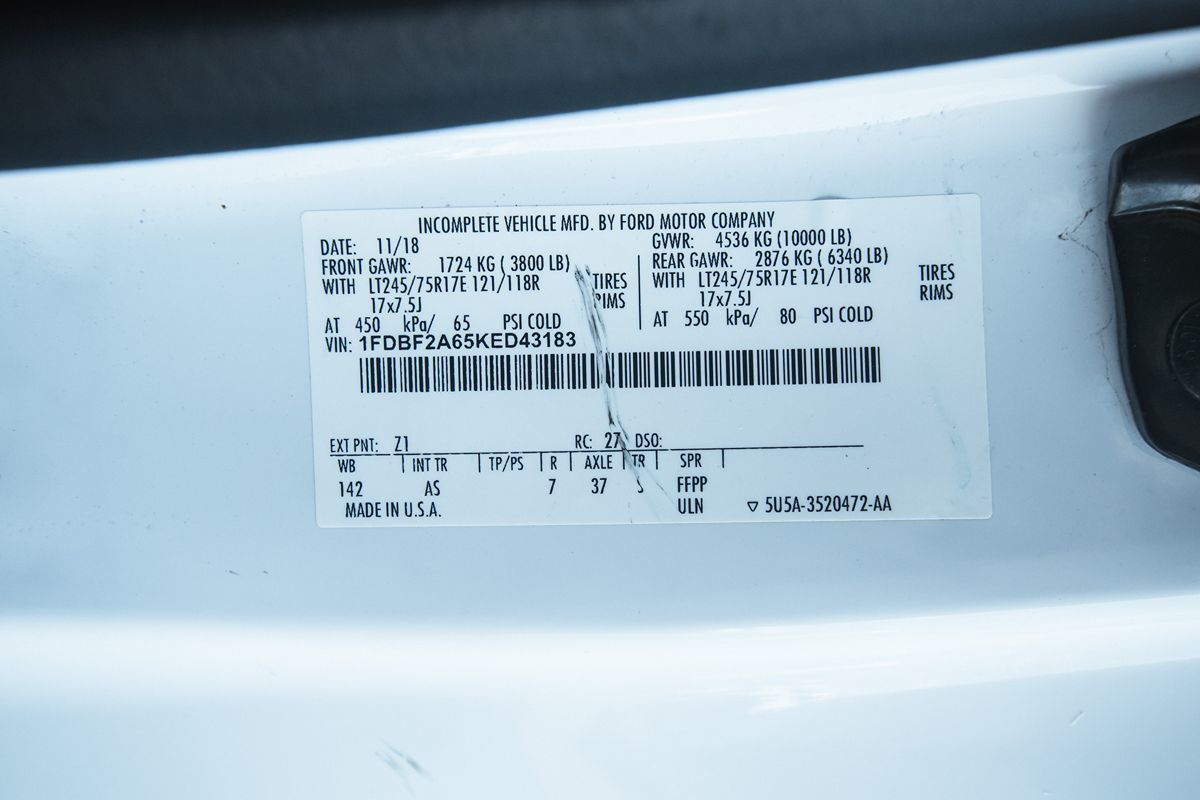 INCOMPLETE VEHICLE MFD. BY FORD MOTOR COMPANY
DATE: 11/18 GVWR: 4536 KG (10000 LB)
FRONT GAWR: 1724 KG ( 3800 LB) REAR GAWR: 2876 KG ( 6340 LB)
WITH LT245/75R17E 121/118R TIRES WITH LT245/75R17E 121/118R TIRES
17x7.5J RIMS 17x7.5J RIMS
AT 450 kPa/ 65 PSI COLD AT 550 kPa/ 80 PSI COLD
VIN: 1FDBF2A65KED43183
EXT PNT: Z1 RC: 27 DSO:
WB INT TR TP/PS R AXLE TR SPR
142 AS 7 37 FFPP
MADE IN U.S.A. ULN 5U5A-3520472-AA